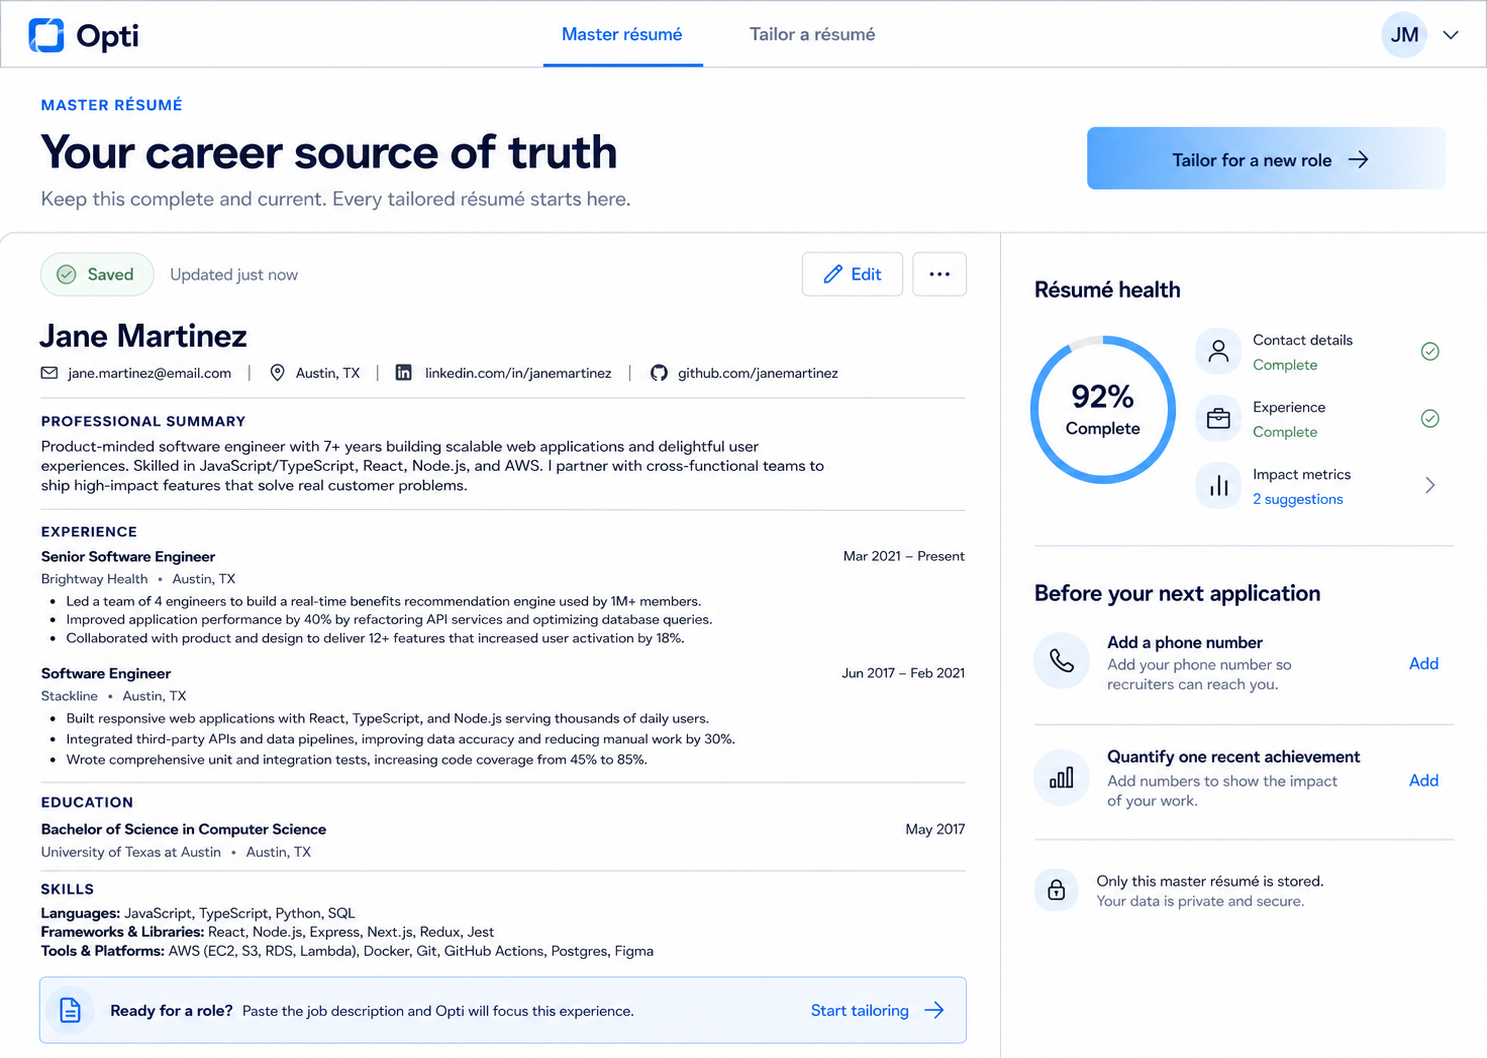 Opti
Master résumé
Tailor a résumé
JM
MASTER RÉSUMÉ
Your career source of truth
Keep this complete and current. Every tailored résumé starts here.
Tailor for a new role
Saved
Updated just now
Edit
Jane Martinez
jane.martinez@email.com | Austin, TX | linkedin.com/in/janemartinez | github.com/janemartinez
PROFESSIONAL SUMMARY
Product-minded software engineer with 7+ years building scalable web applications and delightful user
experiences. Skilled in JavaScript/TypeScript, React, Node.js, and AWS. I partner with cross-functional teams to
ship high-impact features that solve real customer problems.
EXPERIENCE
Senior Software Engineer
Mar 2021 – Present
Brightway Health • Austin, TX
• Led a team of 4 engineers to build a real-time benefits recommendation engine used by 1M+ members.
• Improved application performance by 40% by refactoring API services and optimizing database queries.
• Collaborated with product and design to deliver 12+ features that increased user activation by 18%.
Software Engineer
Jun 2017 – Feb 2021
Stackline • Austin, TX
• Built responsive web applications with React, TypeScript, and Node.js serving thousands of daily users.
• Integrated third-party APIs and data pipelines, improving data accuracy and reducing manual work by 30%.
• Wrote comprehensive unit and integration tests, increasing code coverage from 45% to 85%.
EDUCATION
Bachelor of Science in Computer Science
May 2017
University of Texas at Austin • Austin, TX
SKILLS
Languages: JavaScript, TypeScript, Python, SQL
Frameworks & Libraries: React, Node.js, Express, Next.js, Redux, Jest
Tools & Platforms: AWS (EC2, S3, RDS, Lambda), Docker, Git, GitHub Actions, Postgres, Figma
Ready for a role? Paste the job description and Opti will focus this experience.
Start tailoring
Résumé health
92%
Complete
Contact details
Complete
Experience
Complete
Impact metrics
2 suggestions
Before your next application
Add a phone number
Add your phone number so
recruiters can reach you.
Add
Quantify one recent achievement
Add numbers to show the impact
of your work.
Add
Only this master résumé is stored.
Your data is private and secure.